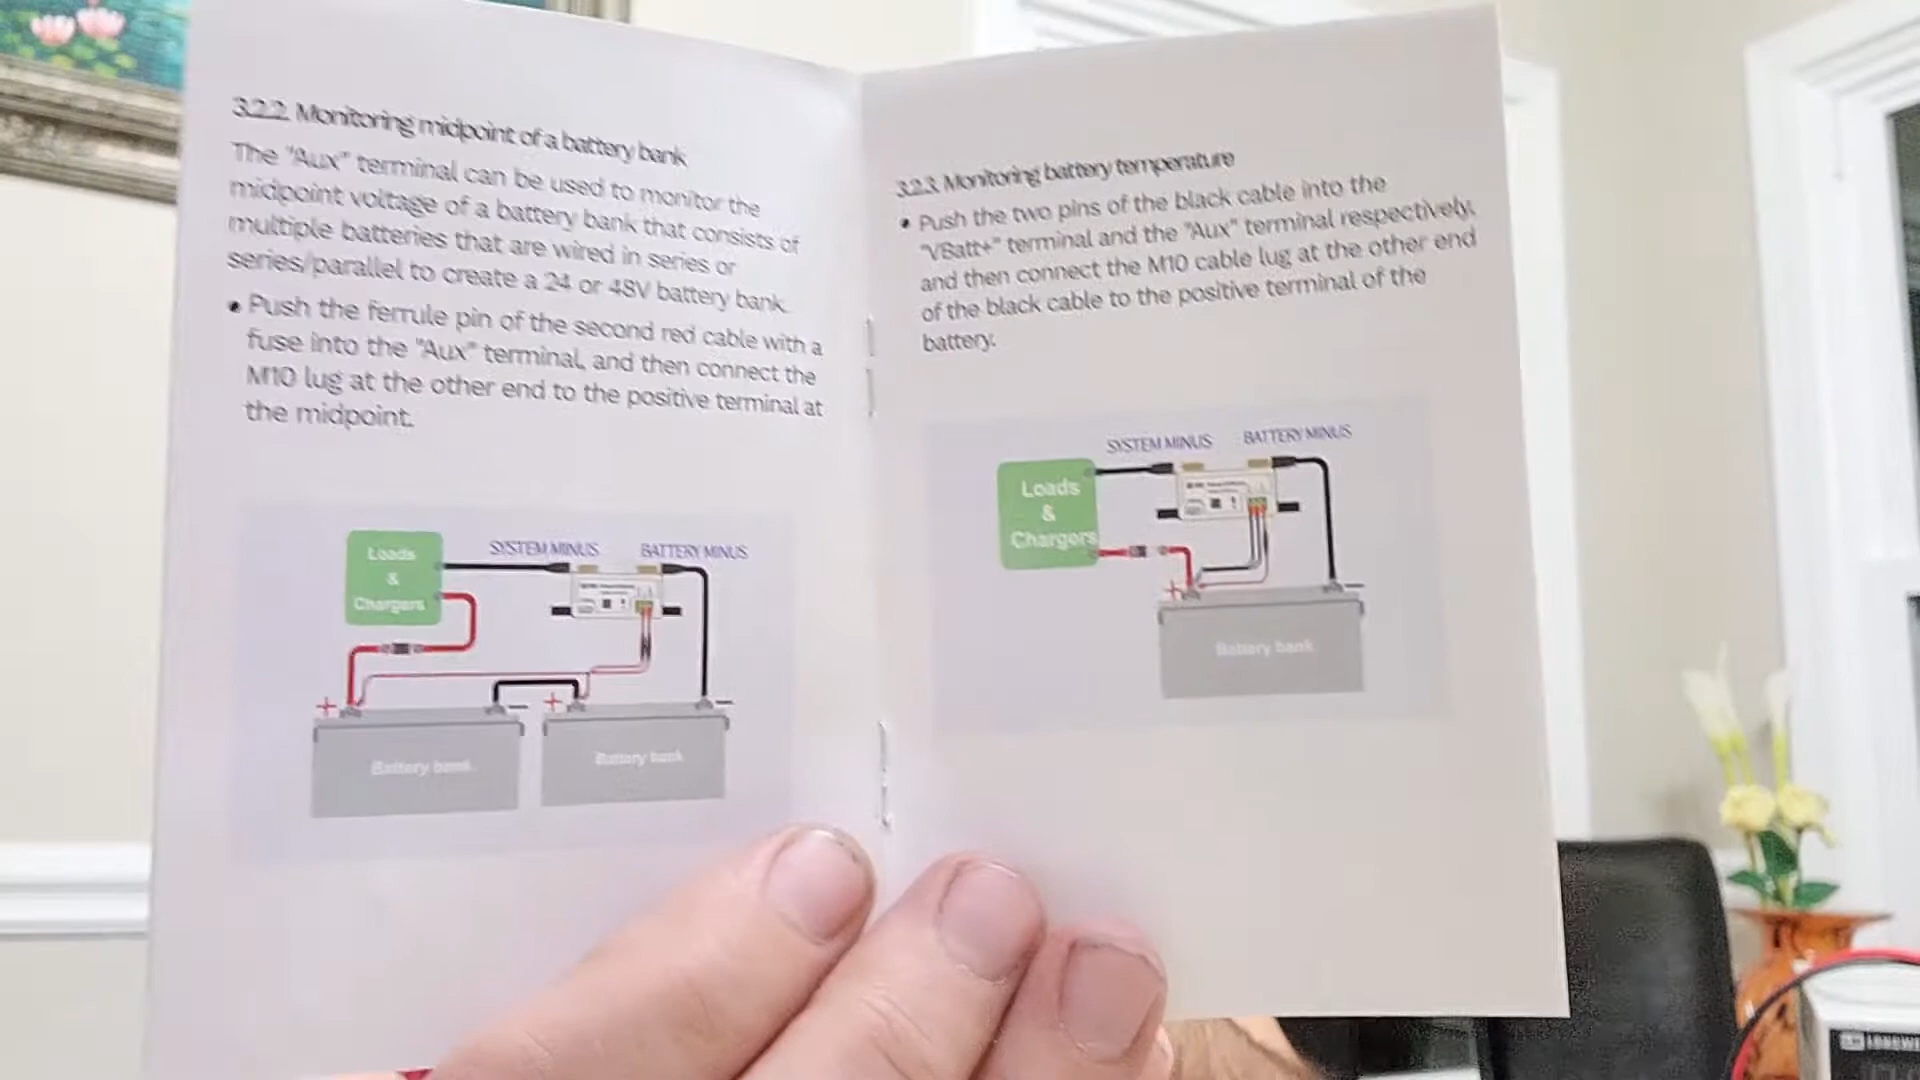 3.2.2. Monitoring midpoint of a battery bank
The "Aux" terminal can be used to monitor the
midpoint voltage of a battery bank that consists of
multiple batteries that are wired in series or
series/parallel to create a 24 or 48V battery bank.
• Push the ferrule pin of the second red cable with a
fuse into the "Aux" terminal, and then connect the
M10 lug at the other end to the positive terminal at
the midpoint.
Loads
&
Chargers
SYSTEM MINUS
BATTERY MINUS
+
−
+
−
Battery bank
Battery bank
3.2.3. Monitoring battery temperature
• Push the two pins of the black cable into the
"VBatt+" terminal and the "Aux" terminal respectively,
and then connect the M10 cable lug at the other end
of the black cable to the positive terminal of the
battery.
SYSTEM MINUS
BATTERY MINUS
Loads
&
Chargers
+
−
Battery bank